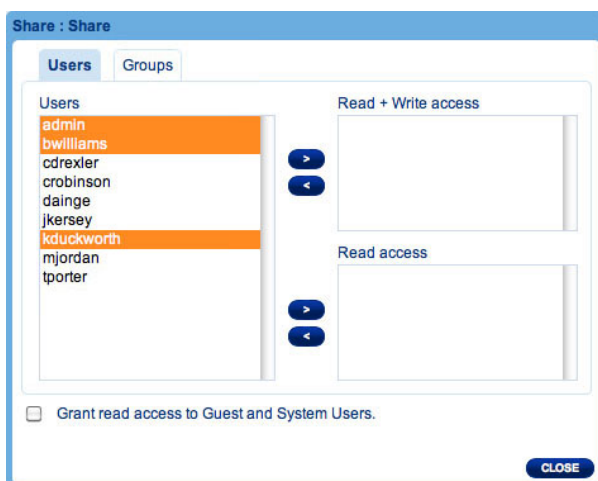 Share : Share
Users Groups
Users
admin
bwilliams
cdrexler
crobinson
dainge
jkersey
kduckworth
mjordan
tporter
>
<
Read + Write access
>
<
Read access
Grant read access to Guest and System Users.
CLOSE